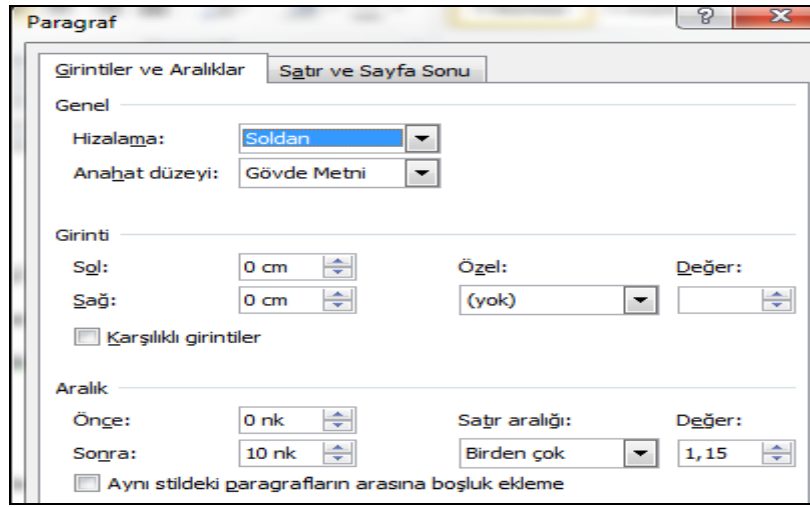 Paragraf
Girintiler ve Aralıklar Satır ve Sayfa Sonu
Genel
Hizalama: Soldan
Anahat düzeyi: Gövde Metni
Girinti
Sol: 0 cm Özel: Değer:
Sağ: 0 cm (yok)
Karşılıklı girintiler
Aralık
Önce: 0 nk Satır aralığı: Değer:
Sonra: 10 nk Birden çok 1,15
Aynı stildeki paragrafların arasına boşluk ekleme